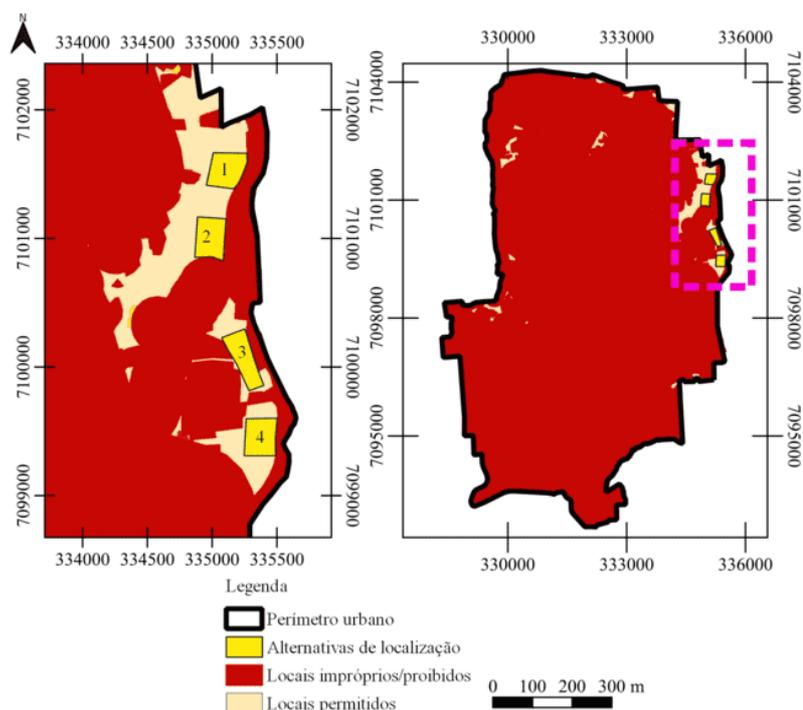 N
334000 334500 335000 335500
330000 333000 336000
7102000
7101000
7100000
7099000
7102000
7101000
7100000
7099000
1
2
3
4
7104000
7101000
7098000
7095000
7104000
7101000
7098000
7095000
334000 334500 335000 335500
330000 333000 336000
Legenda
Perímetro urbano
Alternativas de localização
Locais impróprios/proibidos
Locais permitidos
0 100 200 300 m